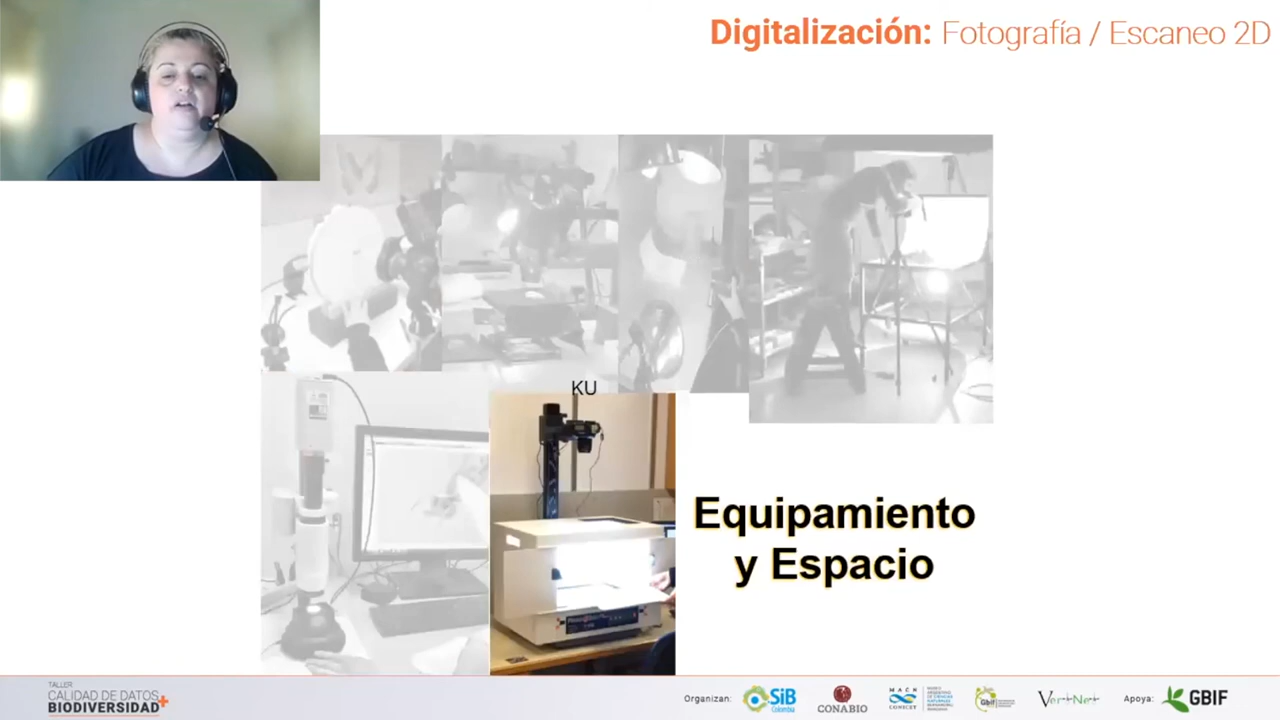 Digitalización: Fotografía / Escaneo 2D
KU
Equipamiento
y Espacio
TALLER
CALIDAD DE DATOS
BIODIVERSIDAD+
Organizan:
SiB
Colombia
CONABIO
MACN
CONICET
Gbif
VertNet
Apoya:
GBIF